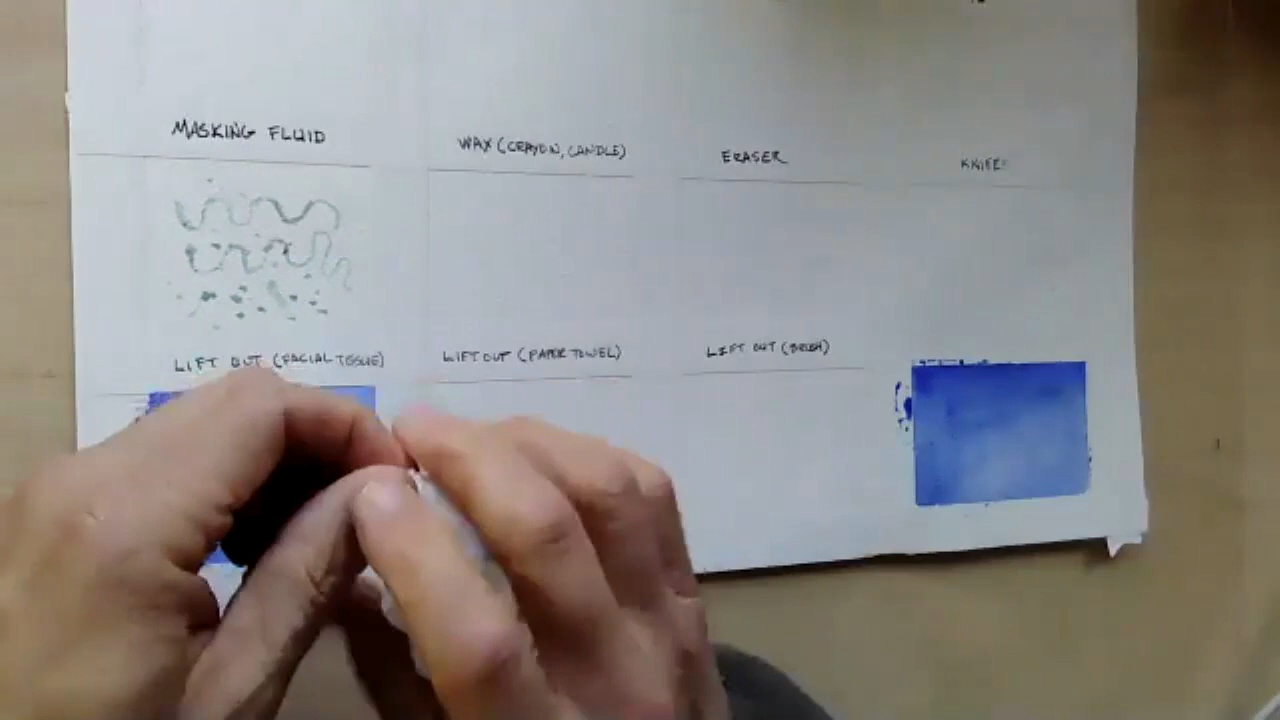 MASKING FLUID
WAX (CRAYON, CANDLE)
ERASER
KNIFE
LIFT OUT (FACIAL TISSUE)
LIFT OUT (PAPER TOWEL)
LIFT OUT (BRUSH)